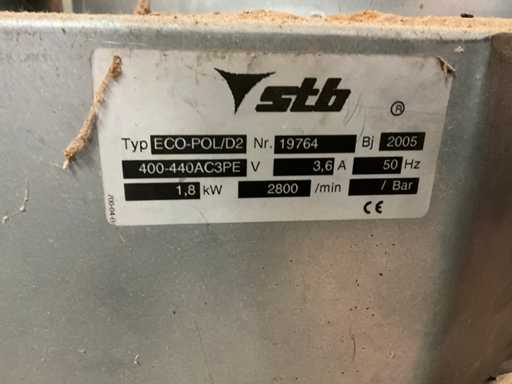 stb ®
Typ ECO-POL/D2 Nr. 19764 Bj 2005
400-440AC3PE V 3,6 A 50 Hz
1,8 kW 2800 /min / Bar
CE